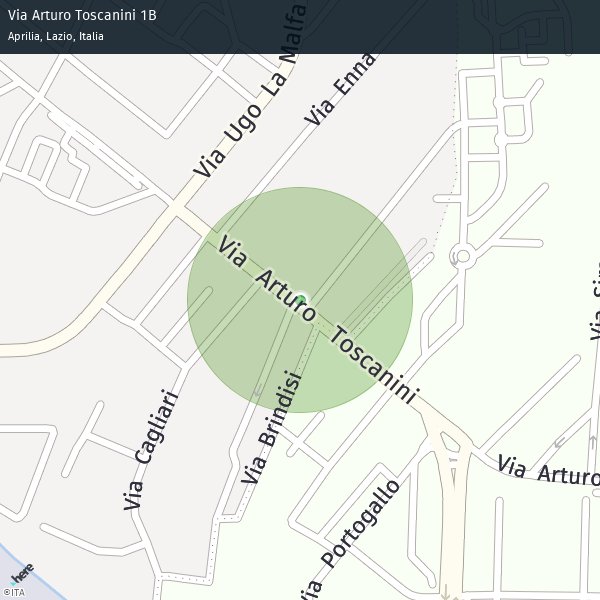 Via Arturo Toscanini 1B
Aprilia, Lazio, Italia
Via Ugo La Malfa
Via Enna
Via Arturo Toscanini
Via Brindisi
Via Cagliari
Via Arturo
Via Portogallo
here
©ITA